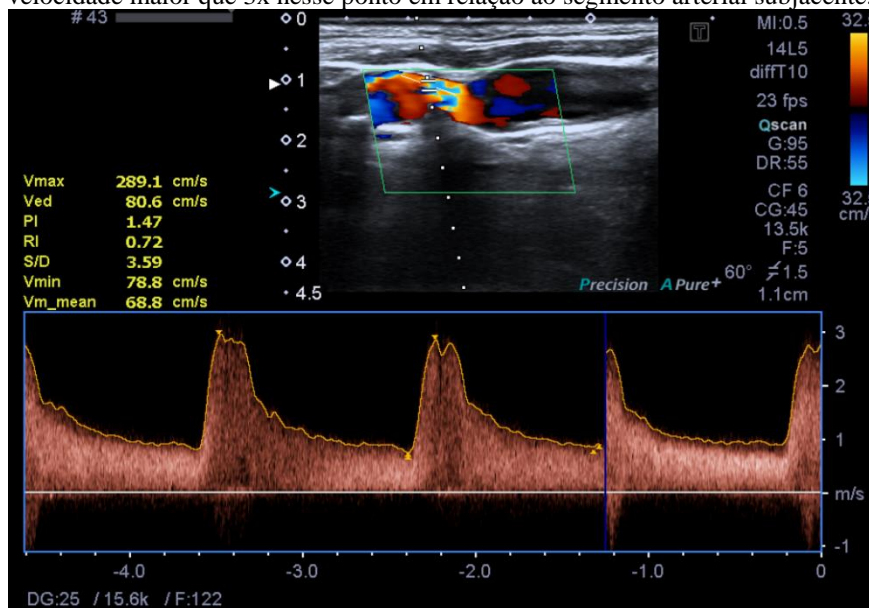 velocidade maior que 3x nesse ponto em relação ao segmento arterial subjacente.
#43
0
1
2
3
4
4.5
T
MI:0.5
14L5
diffT10
23 fps
Qscan
G:95
DR:55
CF 6
CG:45
13.5k
F:5
60° ≠1.5
1.1cm
32.5
32.5
cm/s
Precision APure+
Vmax 289.1 cm/s
Ved 80.6 cm/s
PI 1.47
RI 0.72
S/D 3.59
Vmin 78.8 cm/s
Vm_mean 68.8 cm/s
3
2
1
m/s
-1
-4.0 -3.0 -2.0 -1.0 0
DG:25 / 15.6k / F:122